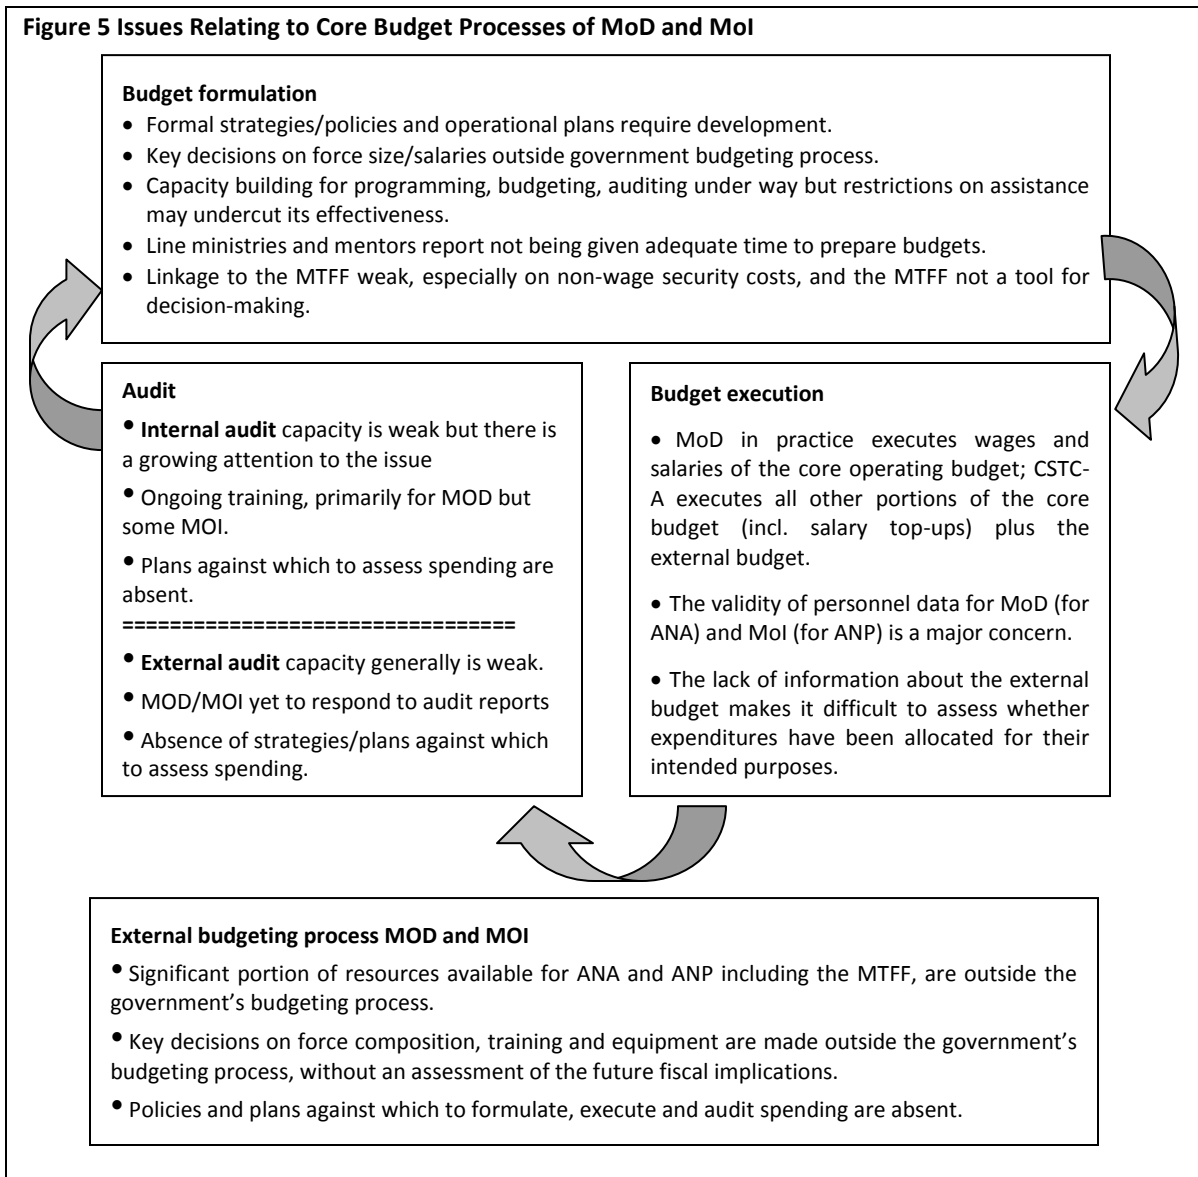 Figure 5 Issues Relating to Core Budget Processes of MoD and MoI
Budget formulation
• Formal strategies/policies and operational plans require development.
• Key decisions on force size/salaries outside government budgeting process.
• Capacity building for programming, budgeting, auditing under way but restrictions on assistance
may undercut its effectiveness.
• Line ministries and mentors report not being given adequate time to prepare budgets.
• Linkage to the MTFF weak, especially on non-wage security costs, and the MTFF not a tool for
decision-making.
Audit
• Internal audit capacity is weak but there is
a growing attention to the issue
• Ongoing training, primarily for MOD but
some MOI.
• Plans against which to assess spending are
absent.
=================================
• External audit capacity generally is weak.
• MOD/MOI yet to respond to audit reports
• Absence of strategies/plans against which
to assess spending.
Budget execution
• MoD in practice executes wages and
salaries of the core operating budget; CSTC-
A executes all other portions of the core
budget (incl. salary top-ups) plus the
external budget.
• The validity of personnel data for MoD (for
ANA) and MoI (for ANP) is a major concern.
• The lack of information about the external
budget makes it difficult to assess whether
expenditures have been allocated for their
intended purposes.
External budgeting process MOD and MOI
• Significant portion of resources available for ANA and ANP including the MTFF, are outside the
government's budgeting process.
• Key decisions on force composition, training and equipment are made outside the government's
budgeting process, without an assessment of the future fiscal implications.
• Policies and plans against which to formulate, execute and audit spending are absent.